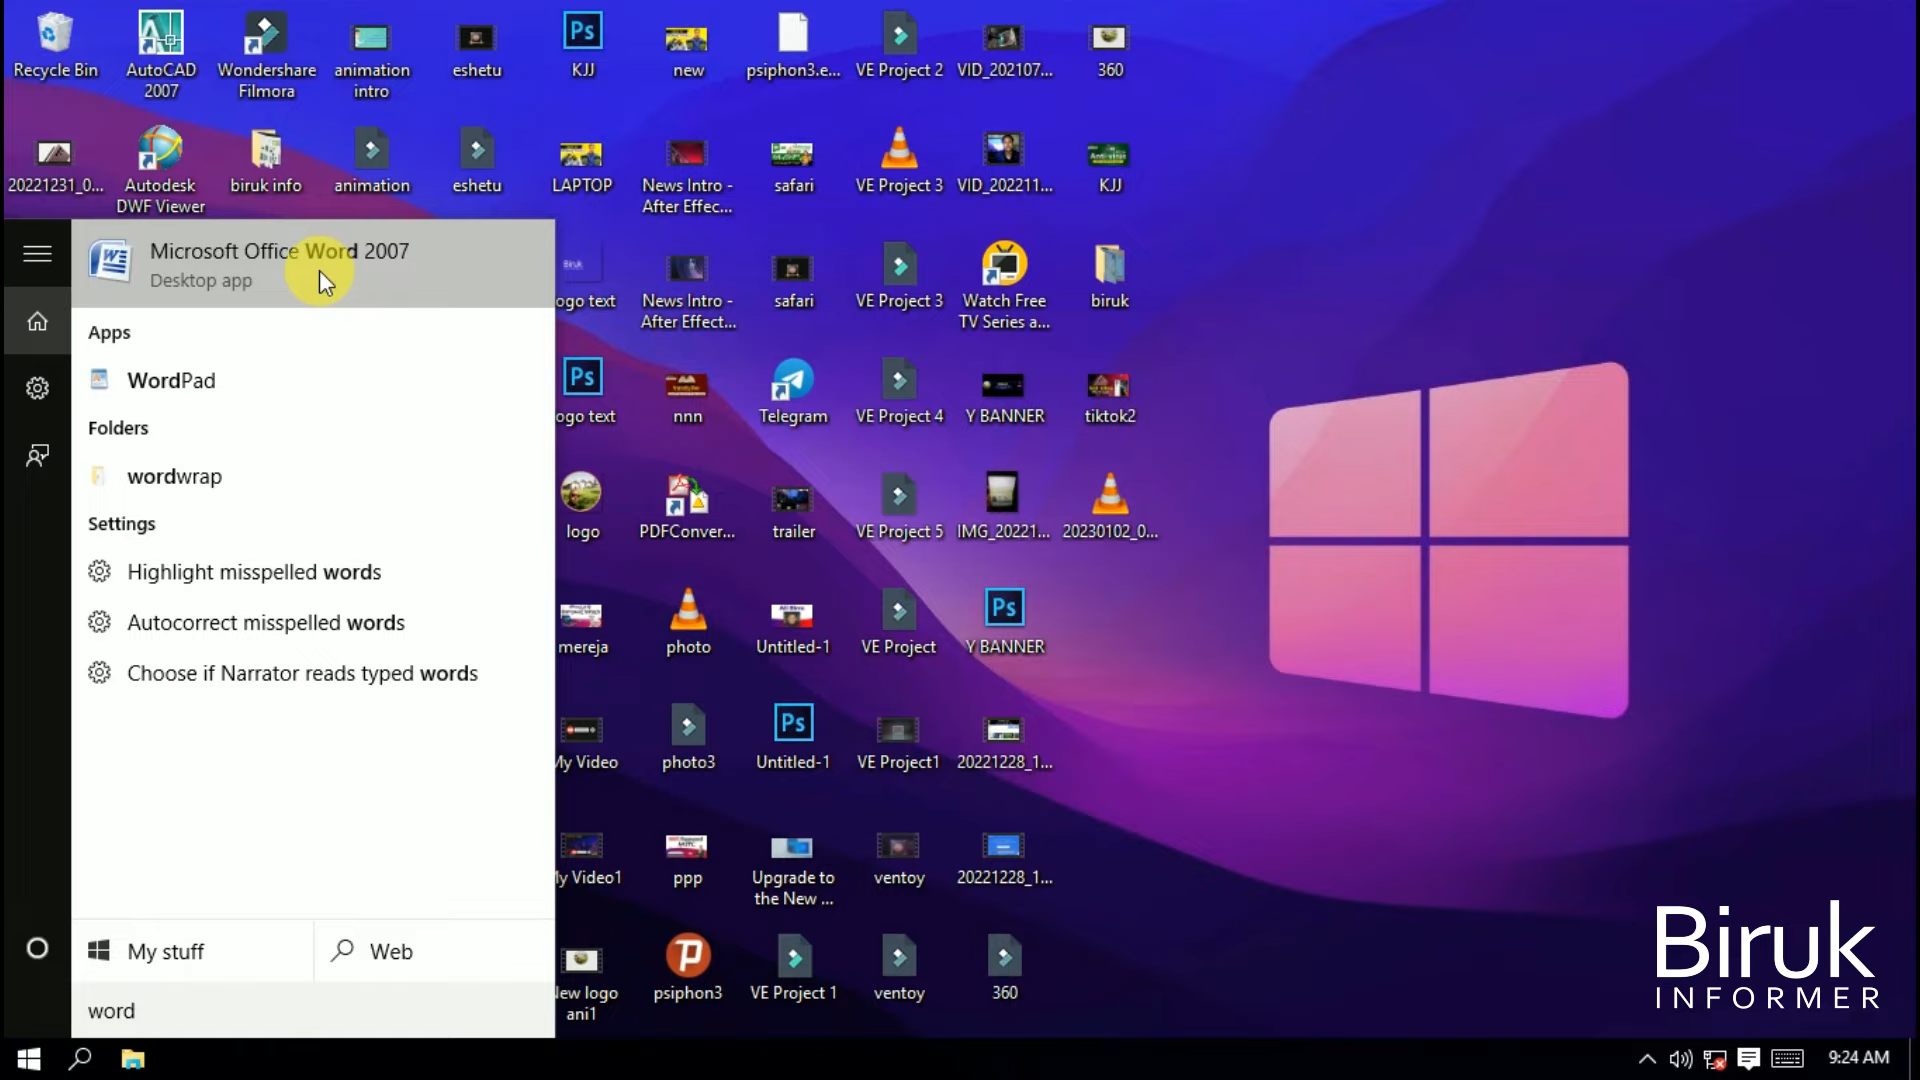 Recycle Bin
AutoCAD
2007
Wondershare
Filmora
animation
intro
eshetu
Ps
KJJ
new
psiphon3.e...
VE Project 2
VID_202107...
360
20221231_0...
Autodesk
DWF Viewer
biruk info
animation
eshetu
LAPTOP
News Intro -
After Effec...
safari
VE Project 3
VID_202211...
KJJ
Microsoft Office Word 2007
Desktop app
ogo text
News Intro -
After Effect...
safari
VE Project 3
Watch Free
TV Series a...
biruk
Apps
WordPad
Folders
wordwrap
Settings
Highlight misspelled words
Autocorrect misspelled words
Choose if Narrator reads typed words
Ps
ogo text
nnn
Telegram
VE Project 4
Y BANNER
tiktok2
logo
PDFConver...
trailer
VE Project 5
IMG_20221...
20230102_0...
mereja
photo
Untitled-1
VE Project
Ps
Y BANNER
My Video
photo3
Ps
Untitled-1
VE Project1
20221228_1...
My Video1
ppp
Upgrade to
the New ...
ventoy
20221228_1...
New logo
ani1
psiphon3
VE Project 1
ventoy
360
My stuff
Web
word
Biruk
INFORMER
9:24 AM